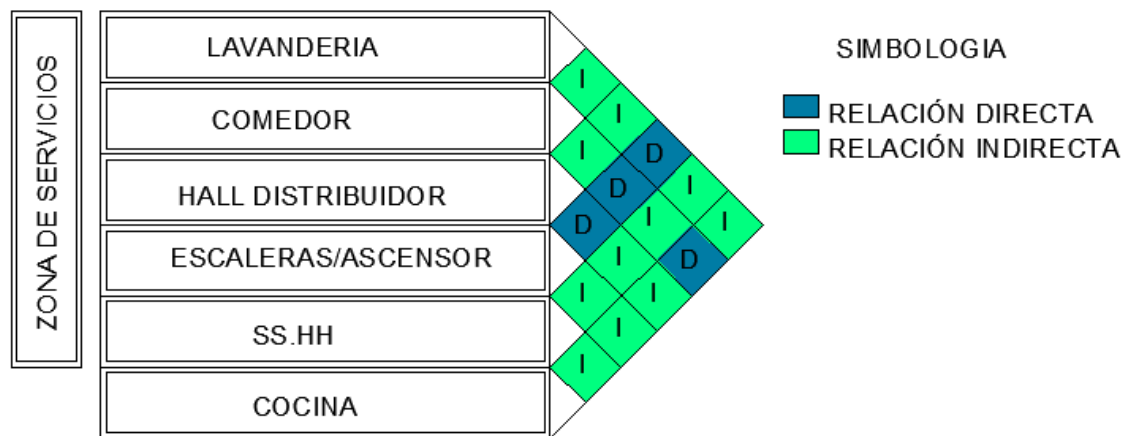 ZONA DE SERVICIOS
LAVANDERIA
COMEDOR
HALL DISTRIBUIDOR
ESCALERAS/ASCENSOR
SS.HH
COCINA
I
I
D
I
I
I
D
I
D
D
I
I
I
I
I
SIMBOLOGIA
RELACIÓN DIRECTA
RELACIÓN INDIRECTA